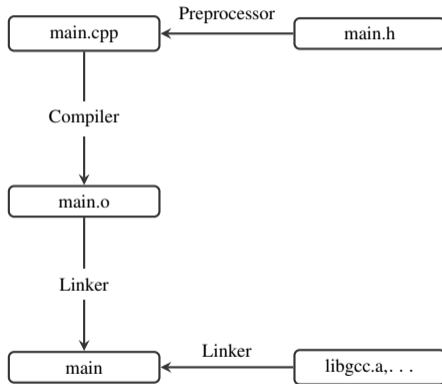 Preprocessor
main.cpp
main.h
Compiler
main.o
Linker
Linker
main
libgcc.a,. . .